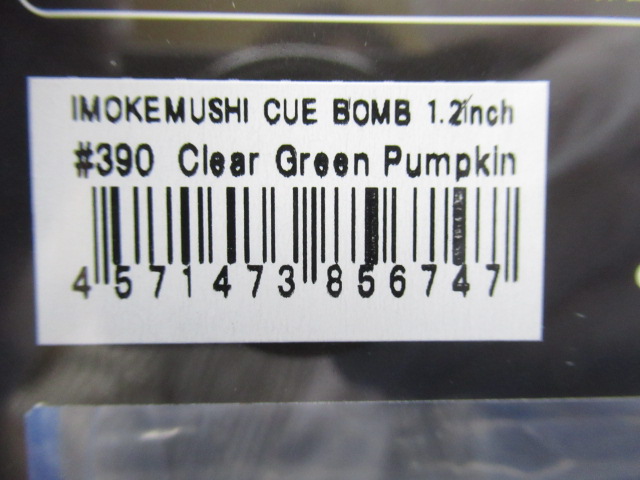 IMOKEMUSHI CUE BOMB 1.2inch
#390 Clear Green Pumpkin
4 571473 856747